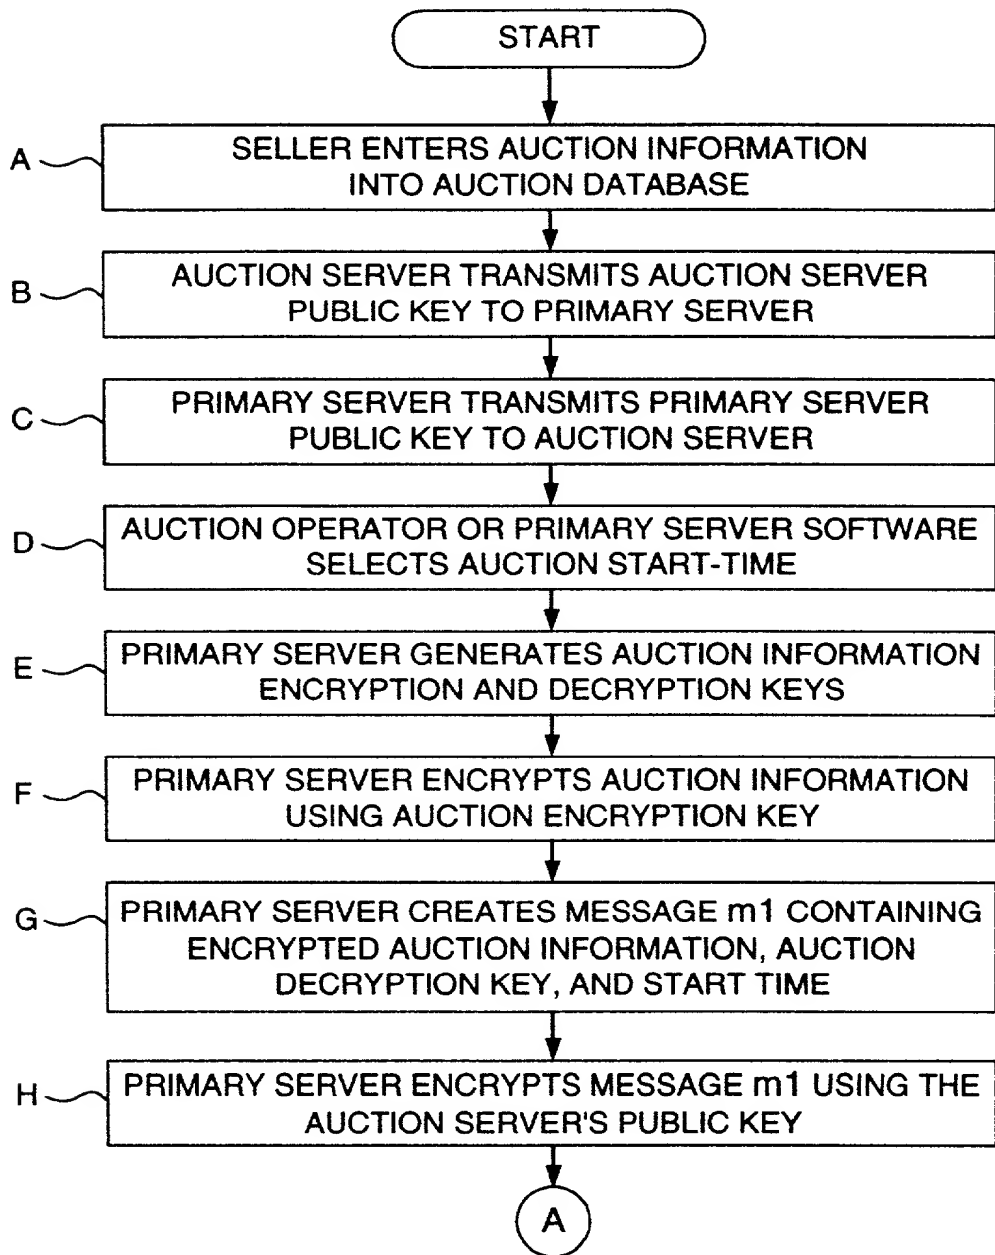 START
A
SELLER ENTERS AUCTION INFORMATION
INTO AUCTION DATABASE
B
AUCTION SERVER TRANSMITS AUCTION SERVER
PUBLIC KEY TO PRIMARY SERVER
C
PRIMARY SERVER TRANSMITS PRIMARY SERVER
PUBLIC KEY TO AUCTION SERVER
D
AUCTION OPERATOR OR PRIMARY SERVER SOFTWARE
SELECTS AUCTION START-TIME
E
PRIMARY SERVER GENERATES AUCTION INFORMATION
ENCRYPTION AND DECRYPTION KEYS
F
PRIMARY SERVER ENCRYPTS AUCTION INFORMATION
USING AUCTION ENCRYPTION KEY
G
PRIMARY SERVER CREATES MESSAGE m1 CONTAINING
ENCRYPTED AUCTION INFORMATION, AUCTION
DECRYPTION KEY, AND START TIME
H
PRIMARY SERVER ENCRYPTS MESSAGE m1 USING THE
AUCTION SERVER'S PUBLIC KEY
A